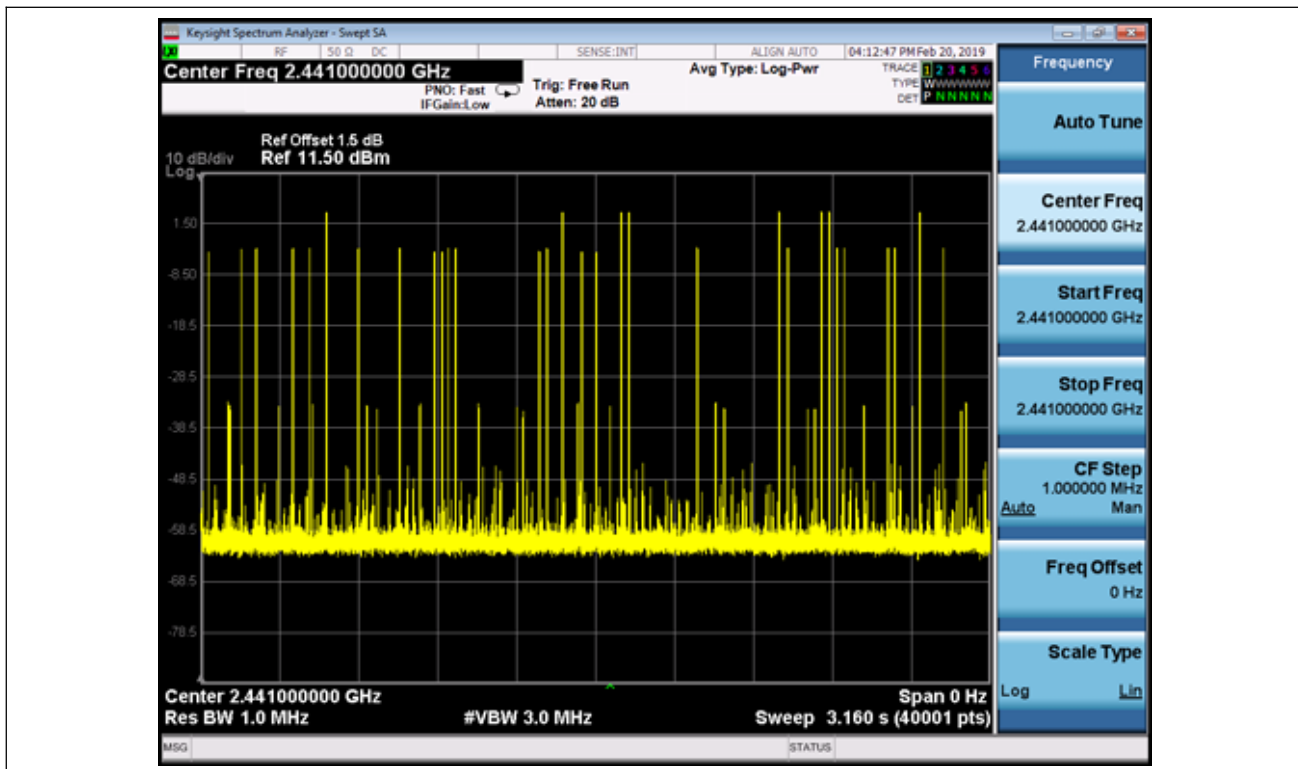 Keysight Spectrum Analyzer - Swept SA
RF 50 Ω DC SENSE:INT ALIGN AUTO 04:12:47 PM Feb 20, 2019
Center Freq 2.441000000 GHz
PNO: Fast
IFGain:Low
Trig: Free Run
Atten: 20 dB
Avg Type: Log-Pwr
TRACE 1 2 3 4 5 6
TYPE WWWWWWW
DET P N N N N N
Ref Offset 1.5 dB
10 dB/div Ref 11.50 dBm
Log
1.50
-8.50
-18.5
-28.5
-38.5
-48.5
-58.5
-68.5
-78.5
Center 2.441000000 GHz Span 0 Hz
Res BW 1.0 MHz #VBW 3.0 MHz Sweep 3.160 s (40001 pts)
MSG STATUS
Frequency
Auto Tune
Center Freq
2.441000000 GHz
Start Freq
2.441000000 GHz
Stop Freq
2.441000000 GHz
CF Step
1.000000 MHz
Auto Man
Freq Offset
0 Hz
Scale Type
Log Lin